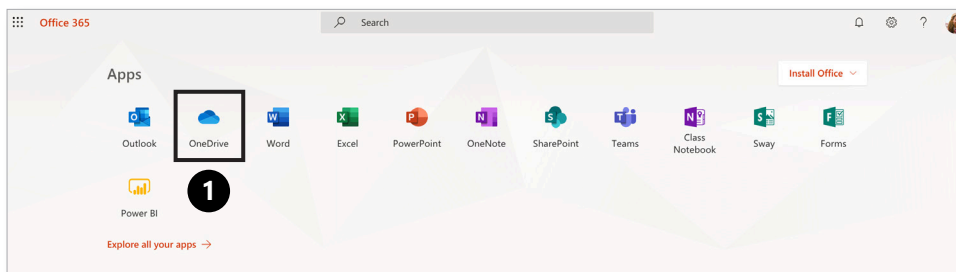 Office 365
Search
?
Apps
Install Office
Outlook
OneDrive
Word
Excel
PowerPoint
OneNote
SharePoint
Teams
Class
Notebook
Sway
Forms
1
Power BI
Explore all your apps →